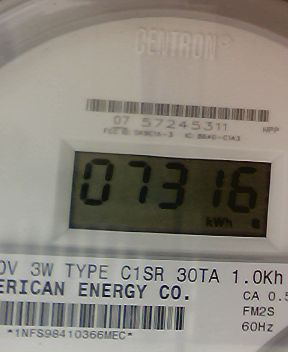 CENTRON
07 57245311
07316
kWh
0V 3W TYPE C1SR 30TA 1.0Kh
ERICAN ENERGY CO.
CA 0.5
FM2S
60Hz
*1NFS98410366MEC*